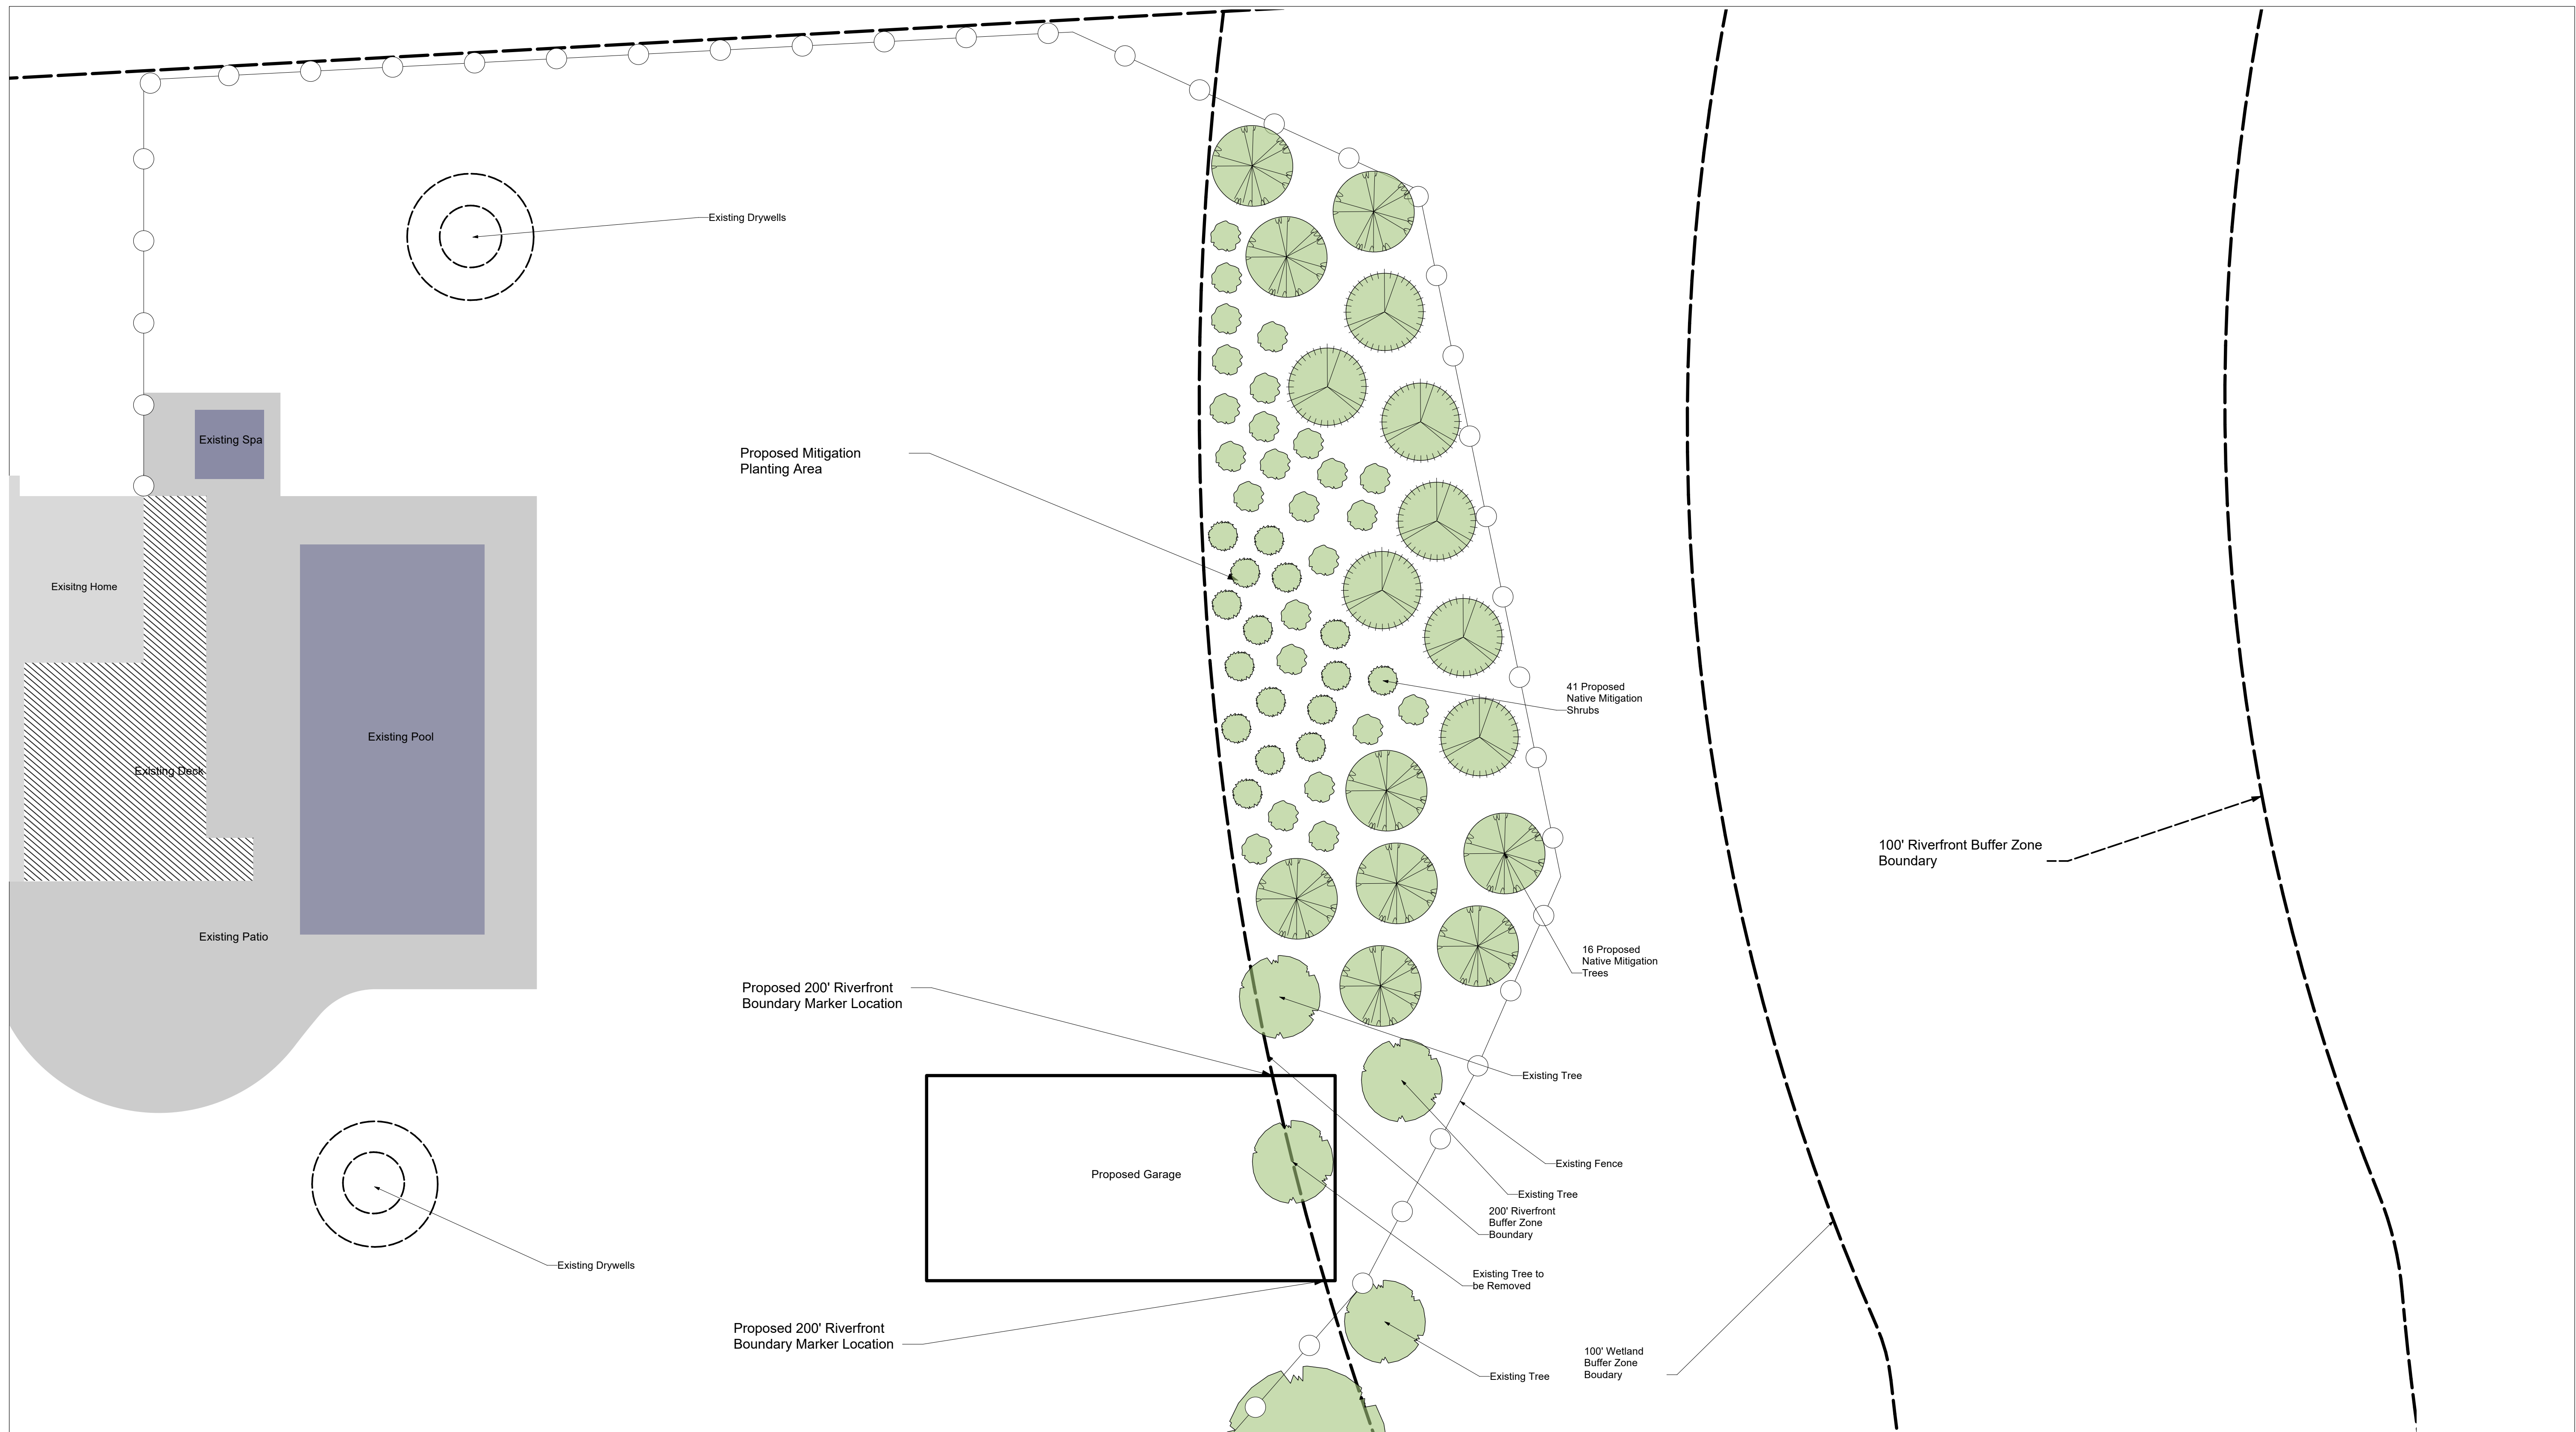 Existing Drywells
Existing Spa
Proposed Mitigation
Planting Area
Exisitng Home
41 Proposed
Native Mitigation
Shrubs
Existing Pool
Existing Deck
100' Riverfront Buffer Zone
Boundary
Existing Patio
16 Proposed
Native Mitigation
Trees
Proposed 200' Riverfront
Boundary Marker Location
Existing Tree
Existing Fence
Proposed Garage
Existing Tree
200' Riverfront
Buffer Zone
Boundary
Existing Drywells
Existing Tree to
be Removed
Proposed 200' Riverfront
Boundary Marker Location
100' Wetland
Buffer Zone
Boudary
Existing Tree